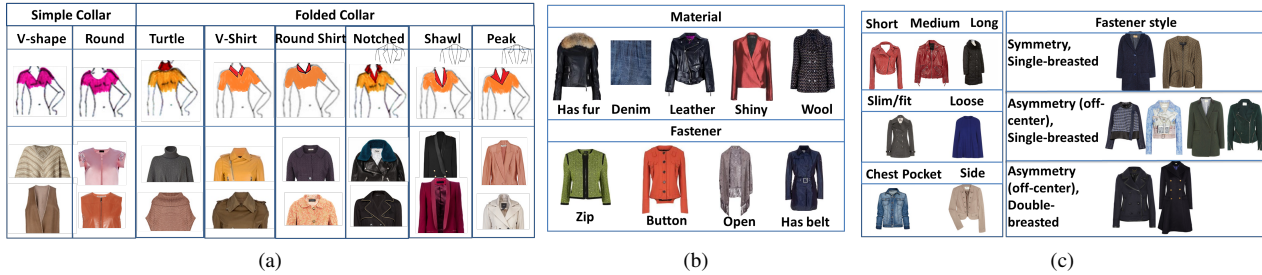 Simple Collar
Folded Collar
V-shape
Round
Turtle
V-Shirt
Round Shirt
Notched
Shawl
Peak
(a)
Material
Has fur
Denim
Leather
Shiny
Wool
Fastener
Zip
Button
Open
Has belt
(b)
Short
Medium
Long
Slim/fit
Loose
Chest Pocket
Side
Fastener style
Symmetry,
Single-breasted
Asymmetry (off-
center),
Single-breasted
Asymmetry
(off-center),
Double-
breasted
(c)